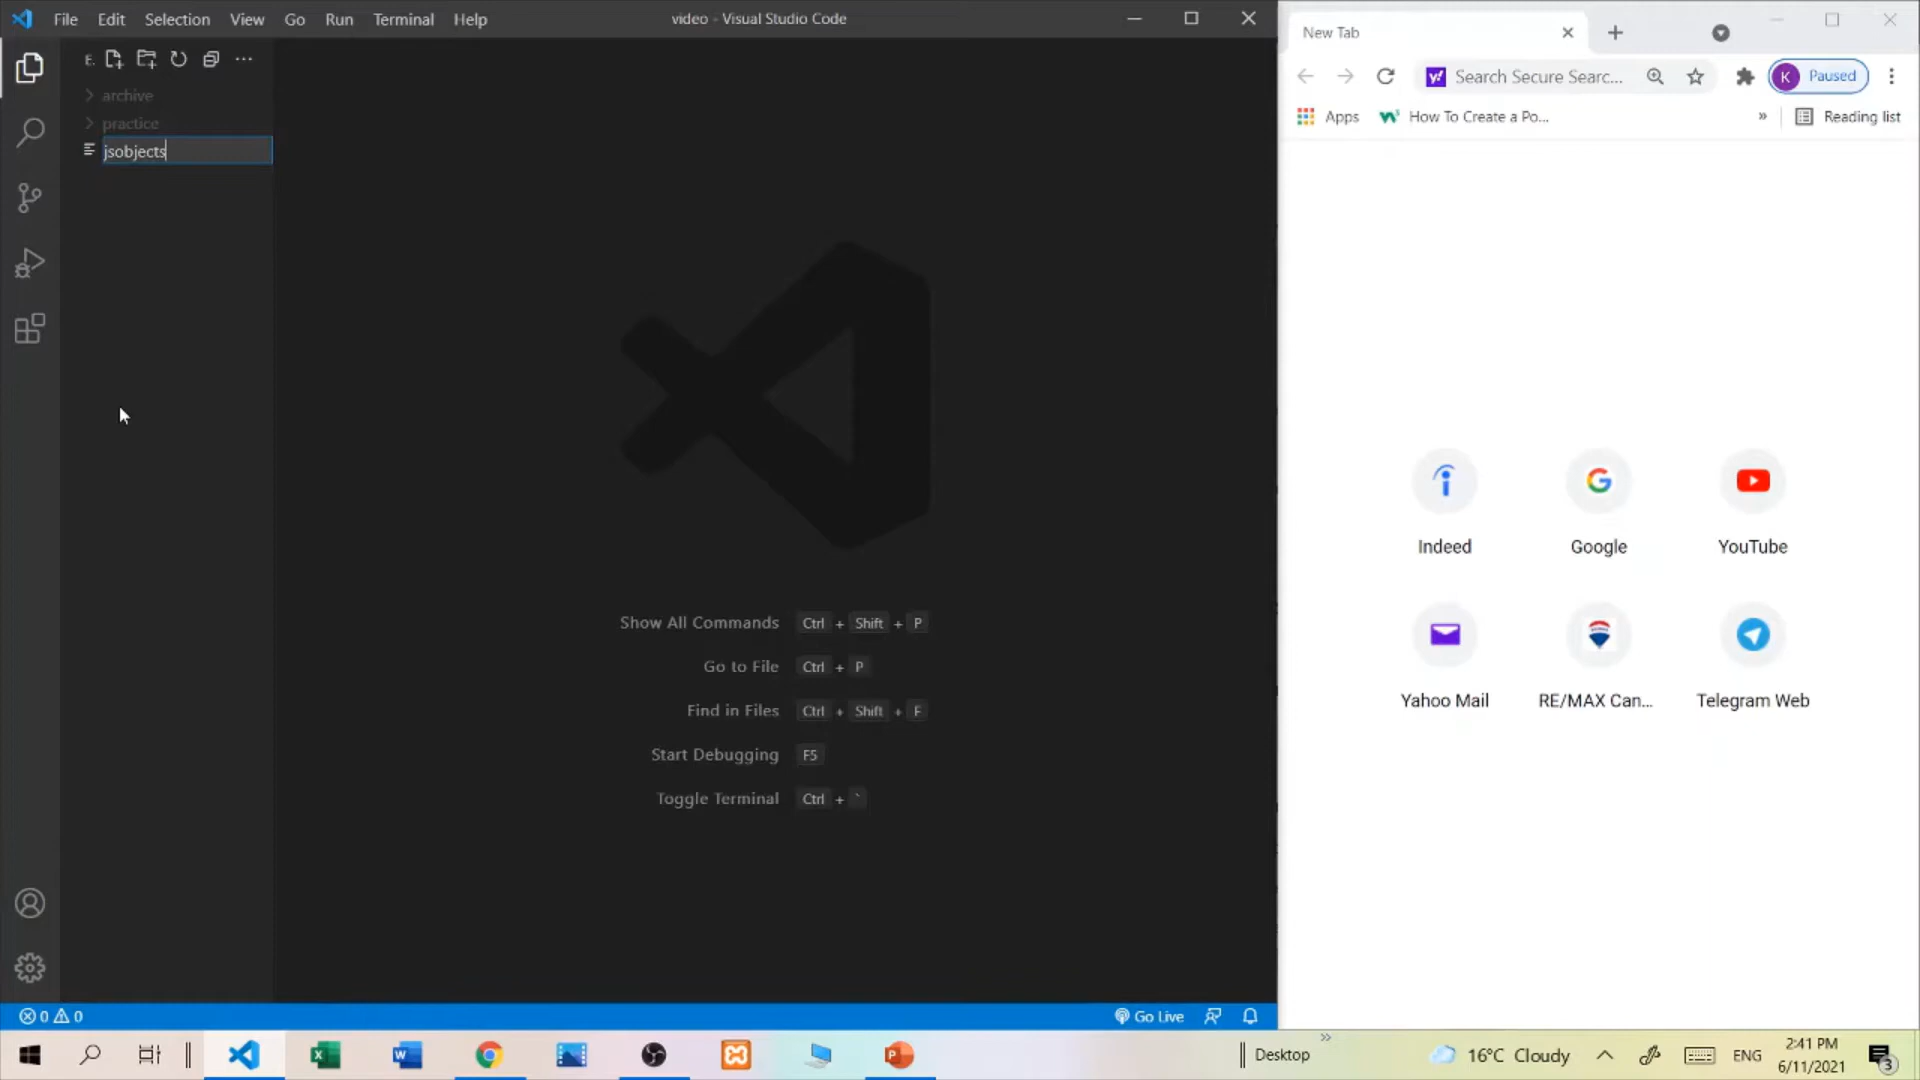 File Edit Selection View Go Run Terminal Help
video - Visual Studio Code
E.
archive
practice
jsobjects
Show All Commands Ctrl + Shift + P
Go to File Ctrl + P
Find in Files Ctrl + Shift + F
Start Debugging F5
Toggle Terminal Ctrl + `
0 0
Go Live
New Tab
Search Secure Searc...
K Paused
Apps How To Create a Po... » Reading list
Indeed Google YouTube
Yahoo Mail RE/MAX Can... Telegram Web
Desktop »
16°C Cloudy
ENG
2:41 PM
6/11/2021
3